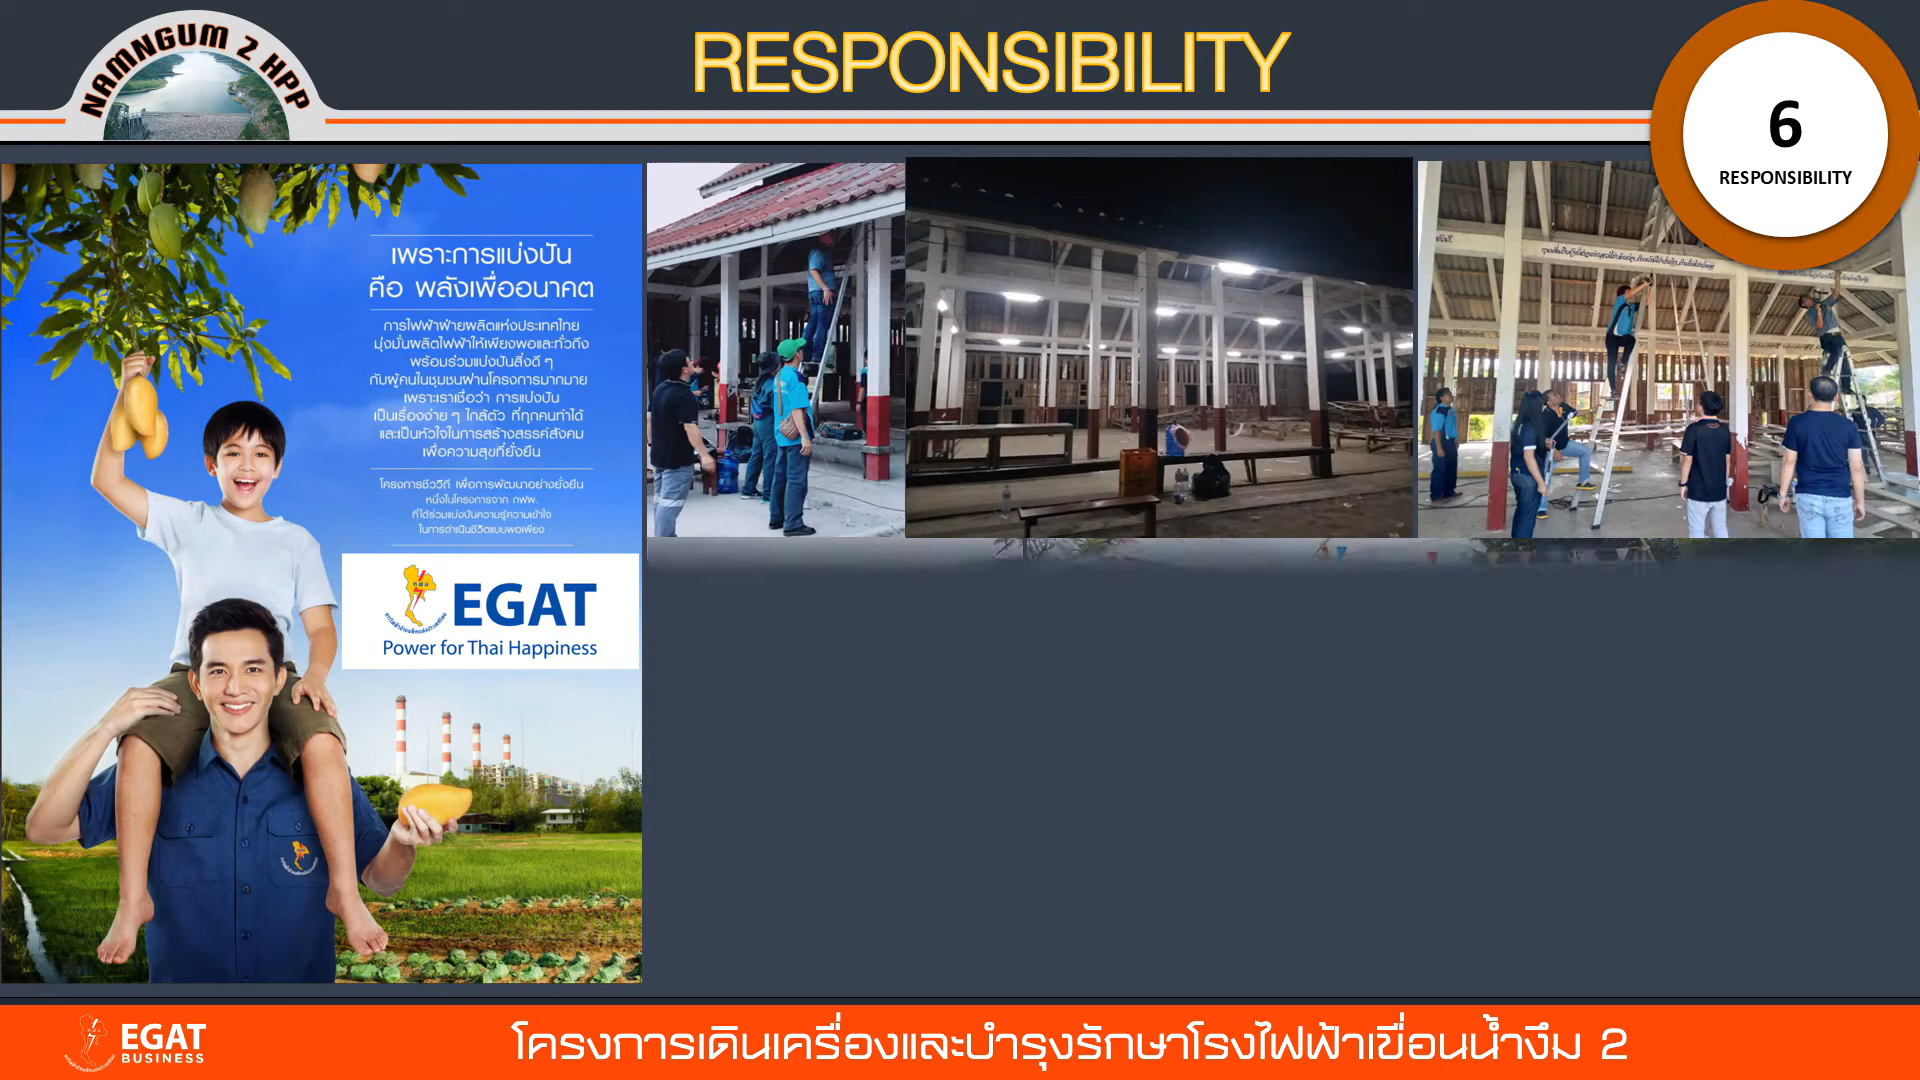 NAMNGUM 2 HPP
RESPONSIBILITY
6
RESPONSIBILITY
เพราะการแบ่งปัน
คือ พลังเพื่ออนาคต
การไฟฟ้าฝ่ายผลิตแห่งประเทศไทย
มุ่งมั่นผลิตไฟฟ้าให้เพียงพอและทั่วถึง
พร้อมร่วมแบ่งปันสิ่งดี ๆ
กับผู้คนในชุมชนผ่านโครงการมากมาย
เพราะเราเชื่อว่า การแบ่งปัน
เป็นเรื่องง่าย ๆ ใกล้ตัว ที่ทุกคนทำได้
และเป็นหัวใจในการสร้างสรรค์สังคม
เพื่อความสุขที่ยั่งยืน
โครงการชีววิถี เพื่อการพัฒนาอย่างยั่งยืน
หนึ่งในโครงการจาก กฟผ.
ที่ได้ร่วมแบ่งปันความรู้ความเข้าใจ
ในการดำเนินชีวิตแบบพอเพียง
EGAT
Power for Thai Happiness
EGAT
BUSINESS
โครงการเดินเครื่องและบำรุงรักษาโรงไฟฟ้าเขื่อนน้ำงึม 2